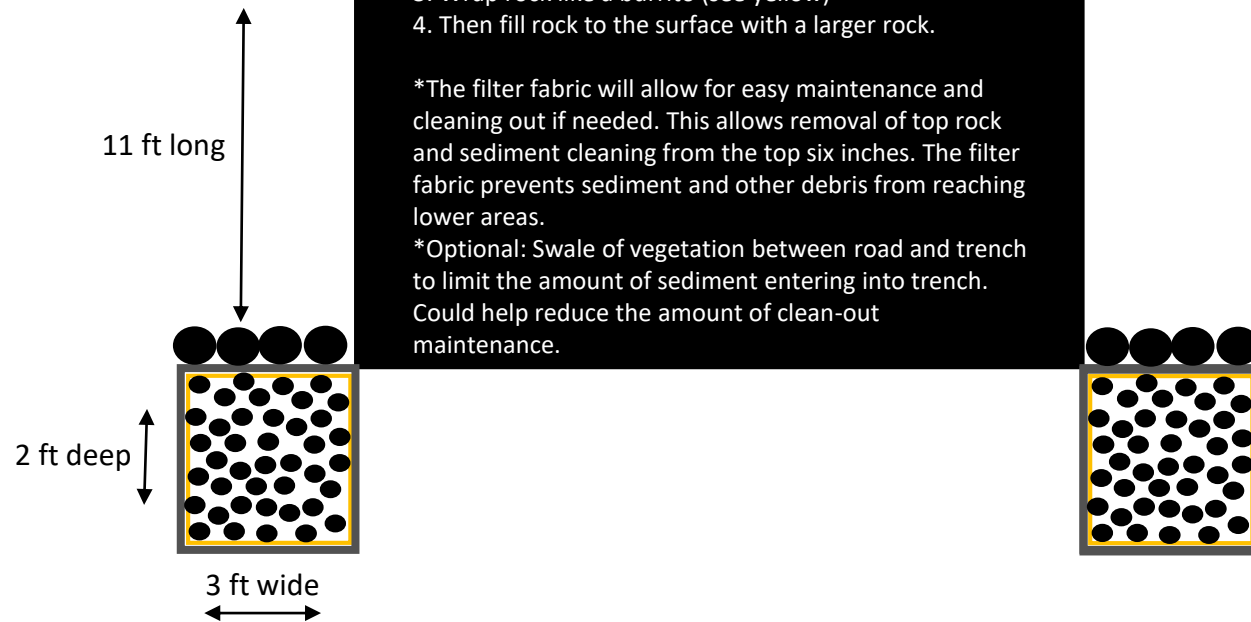 4. Then fill rock to the surface with a larger rock.
*The filter fabric will allow for easy maintenance and
cleaning out if needed. This allows removal of top rock
and sediment cleaning from the top six inches. The filter
fabric prevents sediment and other debris from reaching
lower areas.
*Optional: Swale of vegetation between road and trench
to limit the amount of sediment entering into trench.
Could help reduce the amount of clean-out
maintenance.
11 ft long
2 ft deep
3 ft wide